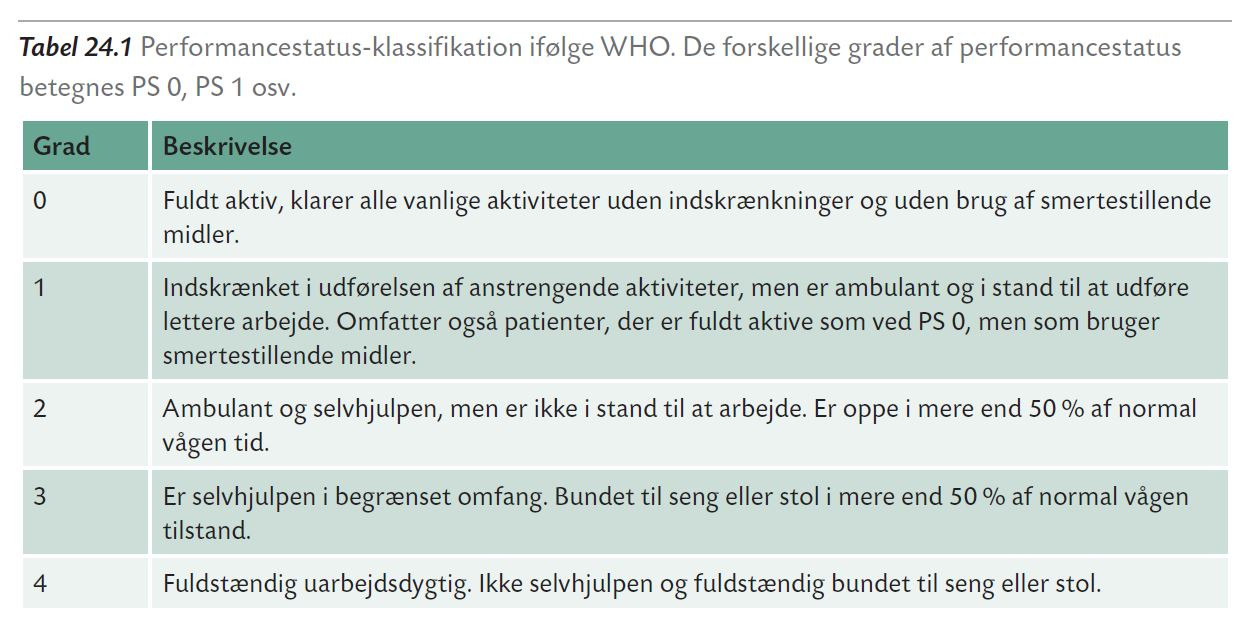 Tabel 24.1 Performancestatus-klassifikation ifølge WHO. De forskellige grader af performancestatus
betegnes PS 0, PS 1 osv.
Grad Beskrivelse
0 Fuldt aktiv, klarer alle vanlige aktiviteter uden indskrænkninger og uden brug af smertestillende
midler.
1 Indskrænket i udførelsen af anstrengende aktiviteter, men er ambulant og i stand til at udføre
lettere arbejde. Omfatter også patienter, der er fuldt aktive som ved PS 0, men som bruger
smertestillende midler.
2 Ambulant og selvhjulpen, men er ikke i stand til at arbejde. Er oppe i mere end 50 % af normal
vågen tid.
3 Er selvhjulpen i begrænset omfang. Bundet til seng eller stol i mere end 50 % af normal vågen
tilstand.
4 Fuldstændig uarbejdsdygtig. Ikke selvhjulpen og fuldstændig bundet til seng eller stol.